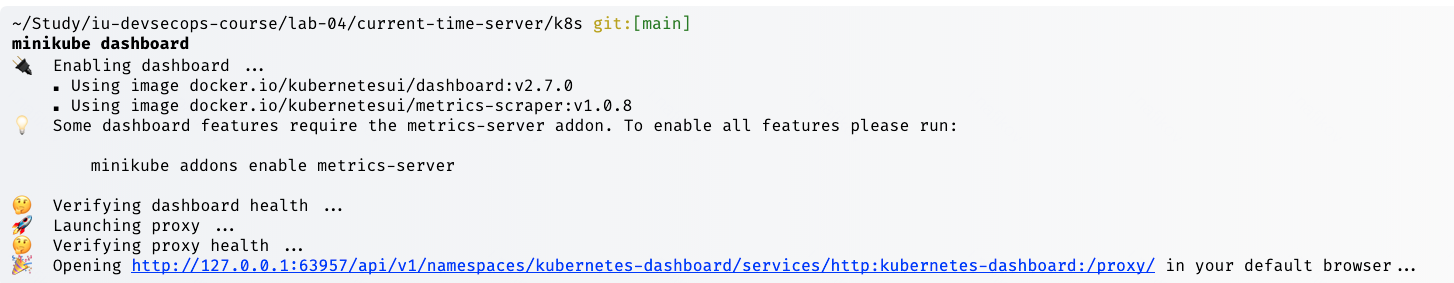 ~/Study/iu-devsecops-course/lab-04/current-time-server/k8s git:[main]
minikube dashboard
🔌 Enabling dashboard ...
▪ Using image docker.io/kubernetesui/dashboard:v2.7.0
▪ Using image docker.io/kubernetesui/metrics-scraper:v1.0.8
💡 Some dashboard features require the metrics-server addon. To enable all features please run:
minikube addons enable metrics-server
🤔 Verifying dashboard health ...
🚀 Launching proxy ...
🤔 Verifying proxy health ...
🎉 Opening http://127.0.0.1:63957/api/v1/namespaces/kubernetes-dashboard/services/http:kubernetes-dashboard:/proxy/ in your default browser...